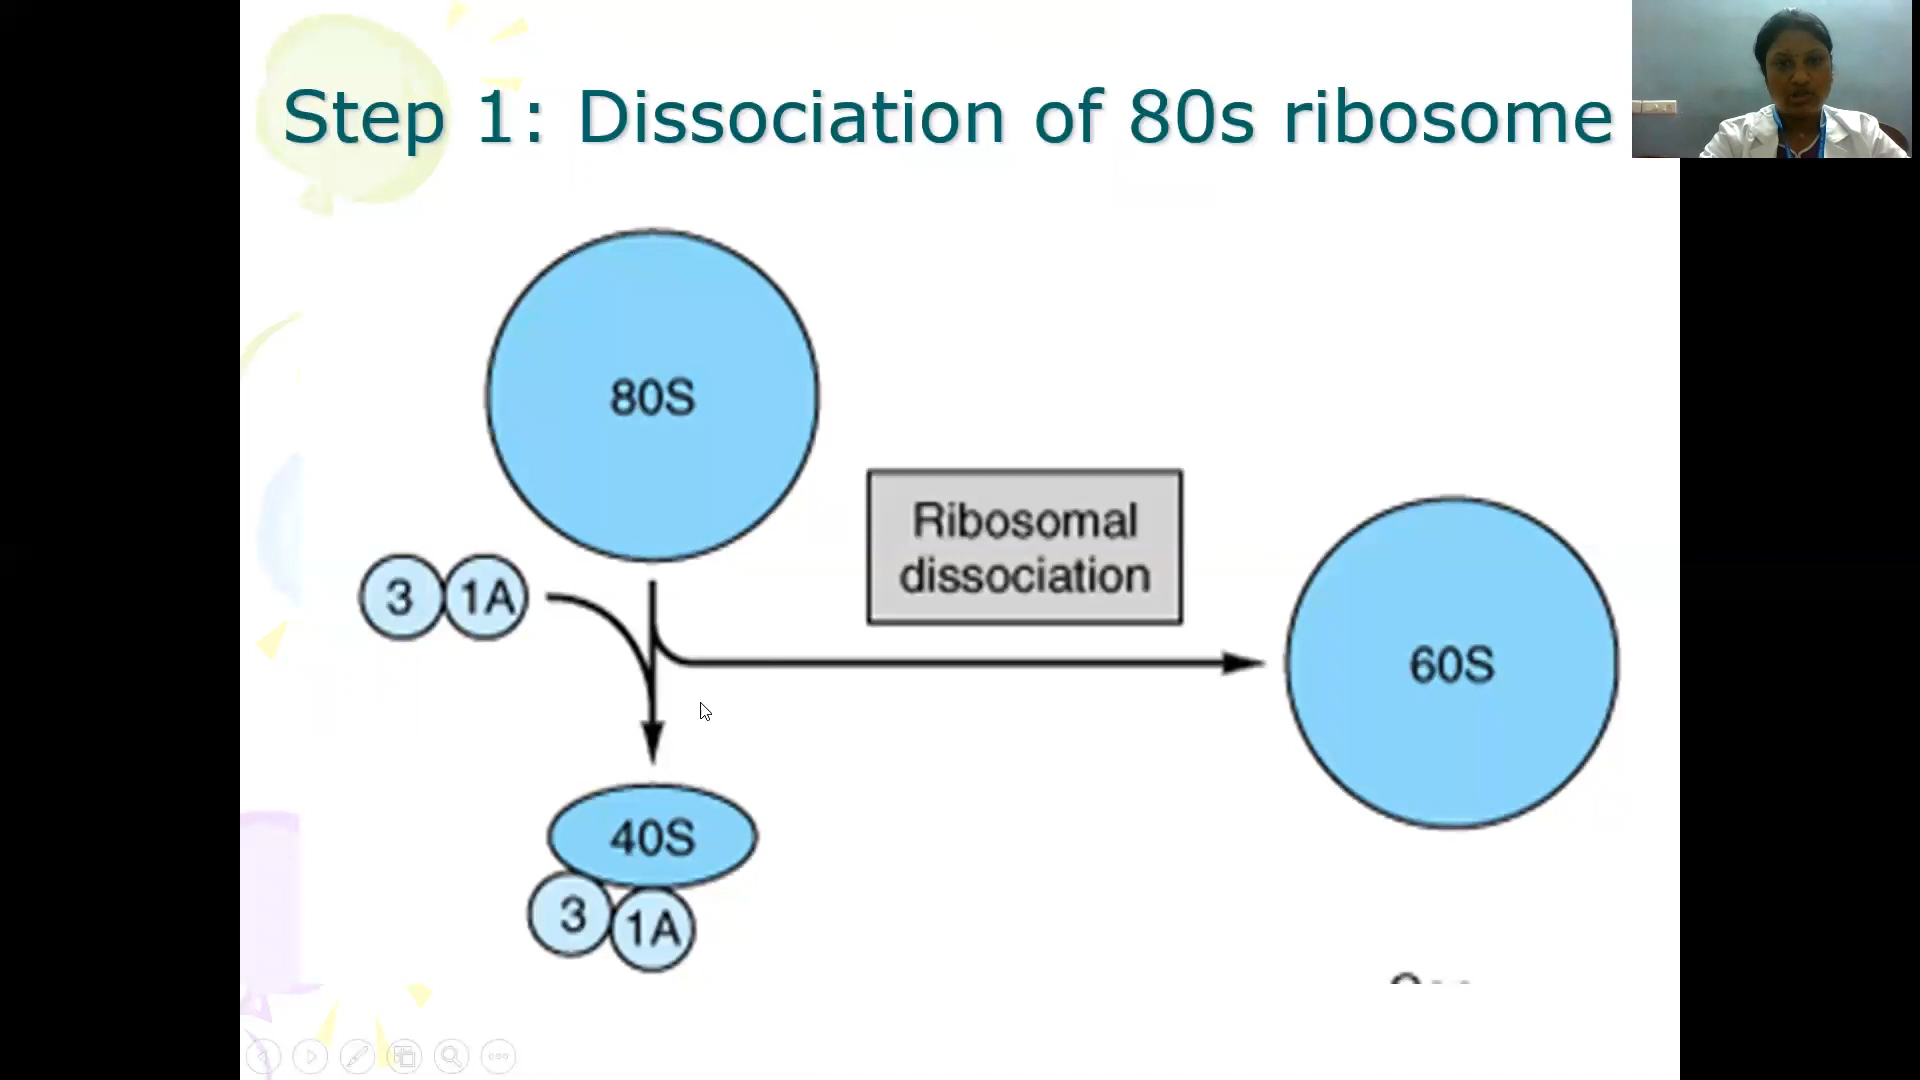 Step 1: Dissociation of 80s ribosome
80S
Ribosomal
dissociation
3 1A
60S
40S
3 1A